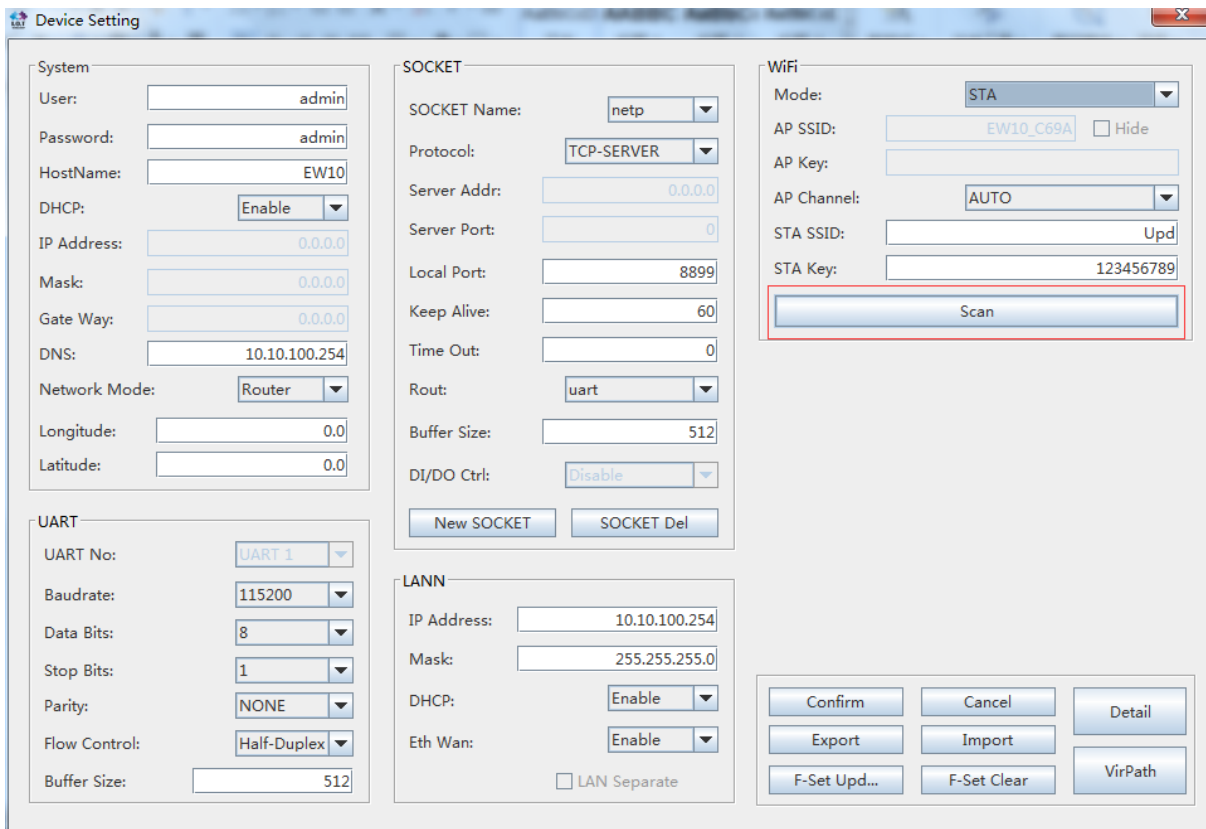 Device Setting
System
User: admin
Password: admin
HostName: EW10
DHCP: Enable
IP Address: 0.0.0.0
Mask: 0.0.0.0
Gate Way: 0.0.0.0
DNS: 10.10.100.254
Network Mode: Router
Longitude: 0.0
Latitude: 0.0
UART
UART No: UART 1
Baudrate: 115200
Data Bits: 8
Stop Bits: 1
Parity: NONE
Flow Control: Half-Duplex
Buffer Size: 512
SOCKET
SOCKET Name: netp
Protocol: TCP-SERVER
Server Addr: 0.0.0.0
Server Port: 0
Local Port: 8899
Keep Alive: 60
Time Out: 0
Rout: uart
Buffer Size: 512
DI/DO Ctrl: Disable
New SOCKET SOCKET Del
LANN
IP Address: 10.10.100.254
Mask: 255.255.255.0
DHCP: Enable
Eth Wan: Enable
LAN Separate
WiFi
Mode: STA
AP SSID: EW10_C69A Hide
AP Key:
AP Channel: AUTO
STA SSID: Upd
STA Key: 123456789
Scan
Confirm Cancel Detail
Export Import
F-Set Upd... F-Set Clear VirPath